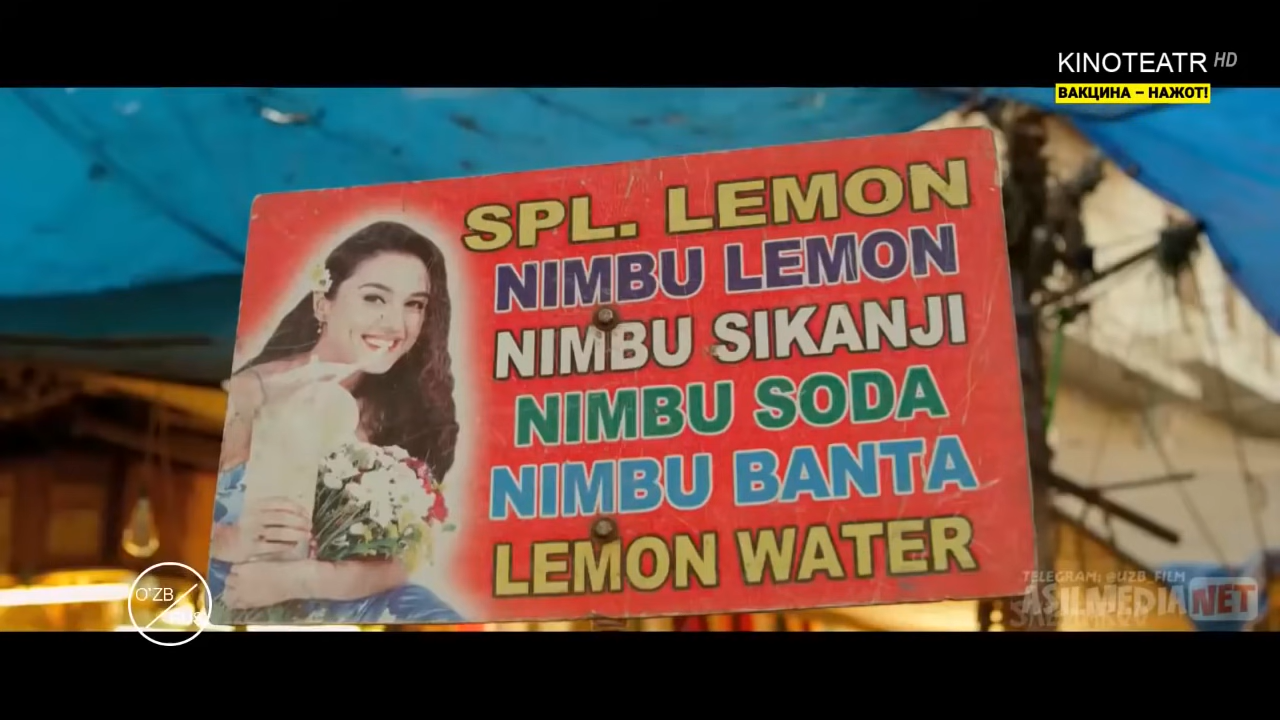 KINOTEATR HD
ВАКЦИНА – НАЖОТ!
SPL. LEMON
NIMBU LEMON
NIMBU SIKANJI
NIMBU SODA
NIMBU BANTA
LEMON WATER
O'ZB
TELEGRAM: @UZB_FILM
ASILMEDIA NET